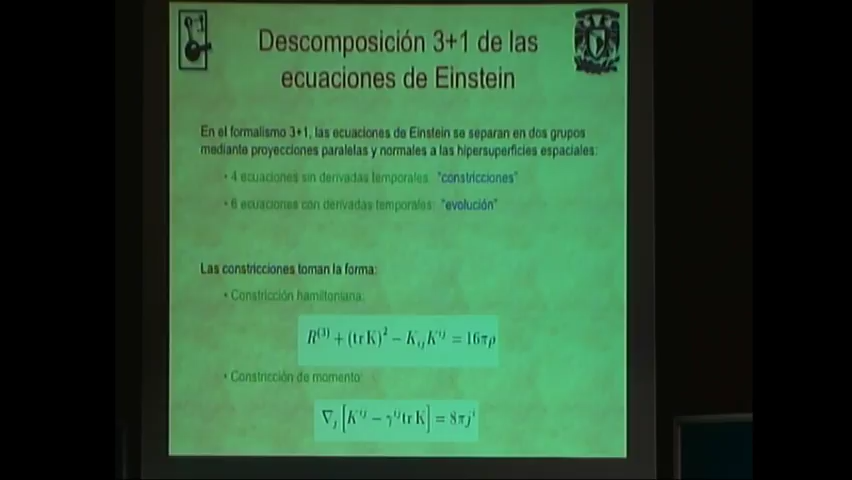 Descomposición 3+1 de las
ecuaciones de Einstein
En el formalismo 3+1, las ecuaciones de Einstein se separan en dos grupos
mediante proyecciones paralelas y normales a las hipersuperficies espaciales:
• 4 ecuaciones sin derivadas temporales: "constricciones"
• 6 ecuaciones con derivadas temporales: "evolución"
Las constricciones toman la forma:
• Constricción hamiltoniana:
R⁽³⁾ + (tr K)² − K_{ij} K^{ij} = 16πρ
• Constricción de momento:
∇_j [K^{ij} − γ^{ij} tr K] = 8πj^i